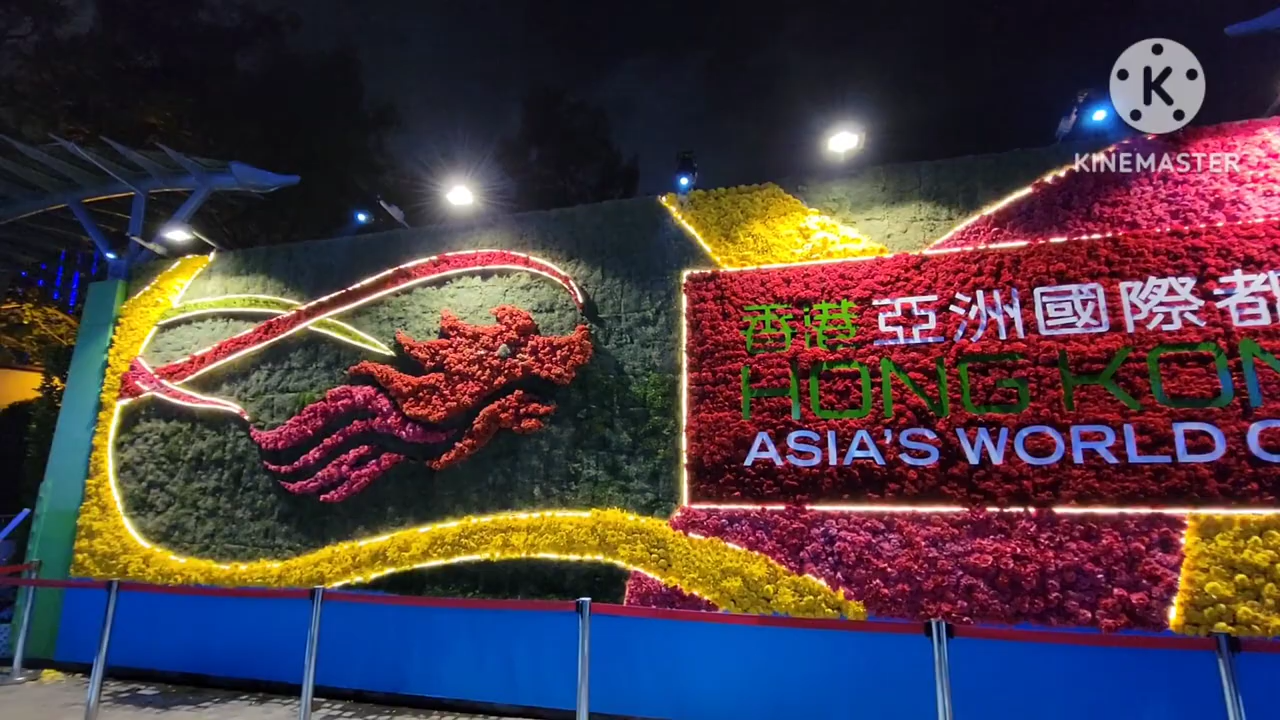 K
KINEMASTER
香港 亞洲國際都
HONG KON
ASIA'S WORLD C